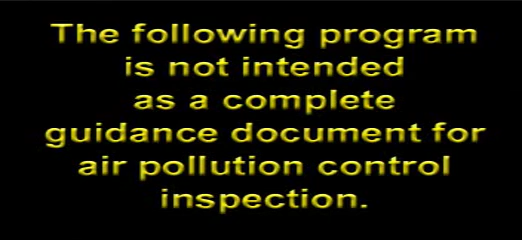 The following program
is not intended
as a complete
guidance document for
air pollution control
inspection.